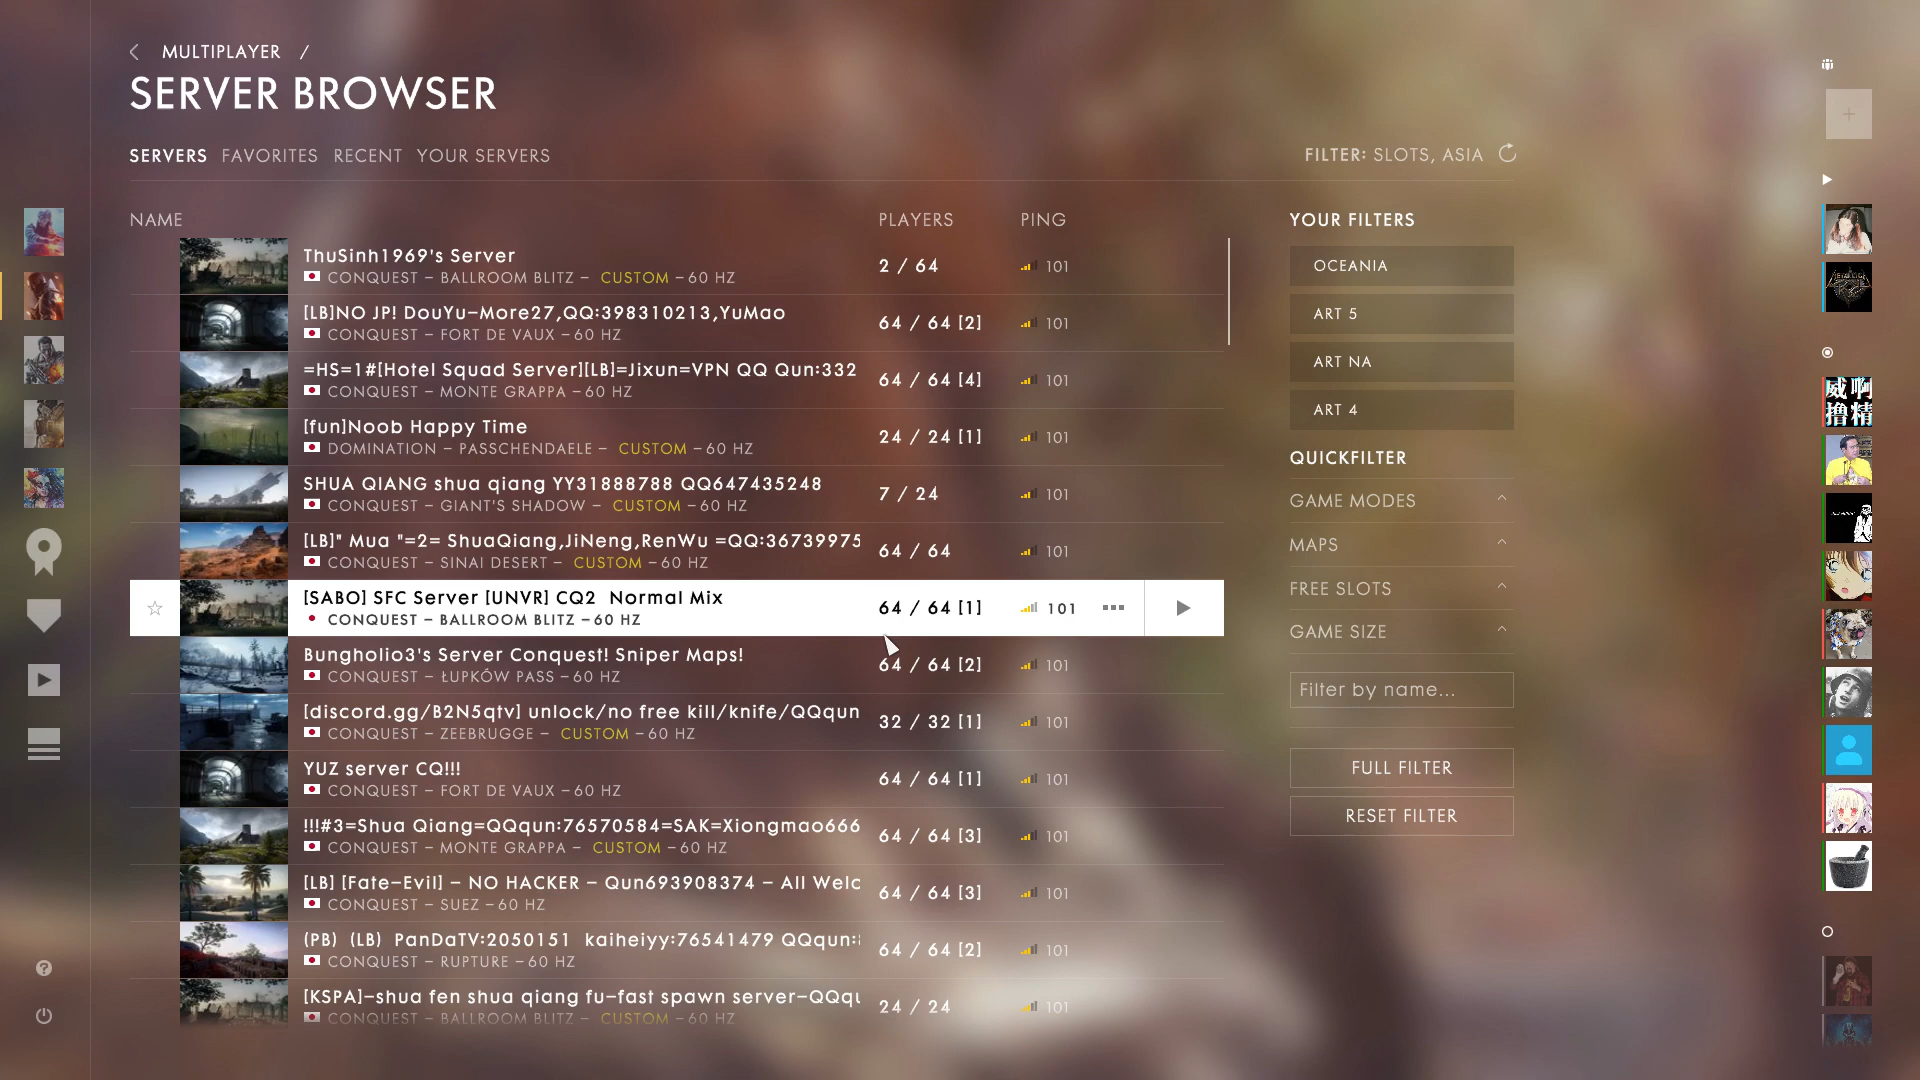 MULTIPLAYER /
SERVER BROWSER
SERVERS FAVORITES RECENT YOUR SERVERS
FILTER: SLOTS, ASIA
NAME PLAYERS PING
ThuSinh1969's Server
CONQUEST – BALLROOM BLITZ – CUSTOM – 60 HZ
2 / 64 101
[LB]NO JP! DouYu–More27,QQ:398310213,YuMao
CONQUEST – FORT DE VAUX – 60 HZ
64 / 64 [2] 101
=HS=1#[Hotel Squad Server][LB]=Jixun=VPN QQ Qun:332
CONQUEST – MONTE GRAPPA – 60 HZ
64 / 64 [4] 101
[fun]Noob Happy Time
DOMINATION – PASSCHENDAELE – CUSTOM – 60 HZ
24 / 24 [1] 101
SHUA QIANG shua qiang YY31888788 QQ647435248
CONQUEST – GIANT'S SHADOW – CUSTOM – 60 HZ
7 / 24 101
[LB]" Mua "=2= ShuaQiang,JiNeng,RenWu =QQ:36739975
CONQUEST – SINAI DESERT – CUSTOM – 60 HZ
64 / 64 101
[SABO] SFC Server [UNVR] CQ2 Normal Mix
CONQUEST – BALLROOM BLITZ – 60 HZ
64 / 64 [1] 101
Bungholio3's Server Conquest! Sniper Maps!
CONQUEST – ŁUPKÓW PASS – 60 HZ
64 / 64 [2] 101
[discord.gg/B2N5qtv] unlock/no free kill/knife/QQqun
CONQUEST – ZEEBRUGGE – CUSTOM – 60 HZ
32 / 32 [1] 101
YUZ server CQ!!!
CONQUEST – FORT DE VAUX – 60 HZ
64 / 64 [1] 101
!!!#3=Shua Qiang=QQqun:76570584=SAK=Xiongmao666
CONQUEST – MONTE GRAPPA – CUSTOM – 60 HZ
64 / 64 [3] 101
[LB] [Fate–Evil] – NO HACKER – Qun693908374 – All Welc
CONQUEST – SUEZ – 60 HZ
64 / 64 [3] 101
(PB) (LB) PanDaTV:2050151 kaiheiyy:76541479 QQqun:
CONQUEST – RUPTURE – 60 HZ
64 / 64 [2] 101
[KSPA]–shua fen shua qiang fu–fast spawn server–QQqu
CONQUEST – BALLROOM BLITZ – CUSTOM – 60 HZ
24 / 24 101
YOUR FILTERS
OCEANIA
ART 5
ART NA
ART 4
QUICKFILTER
GAME MODES
MAPS
FREE SLOTS
GAME SIZE
Filter by name...
FULL FILTER
RESET FILTER
威啊
撸精